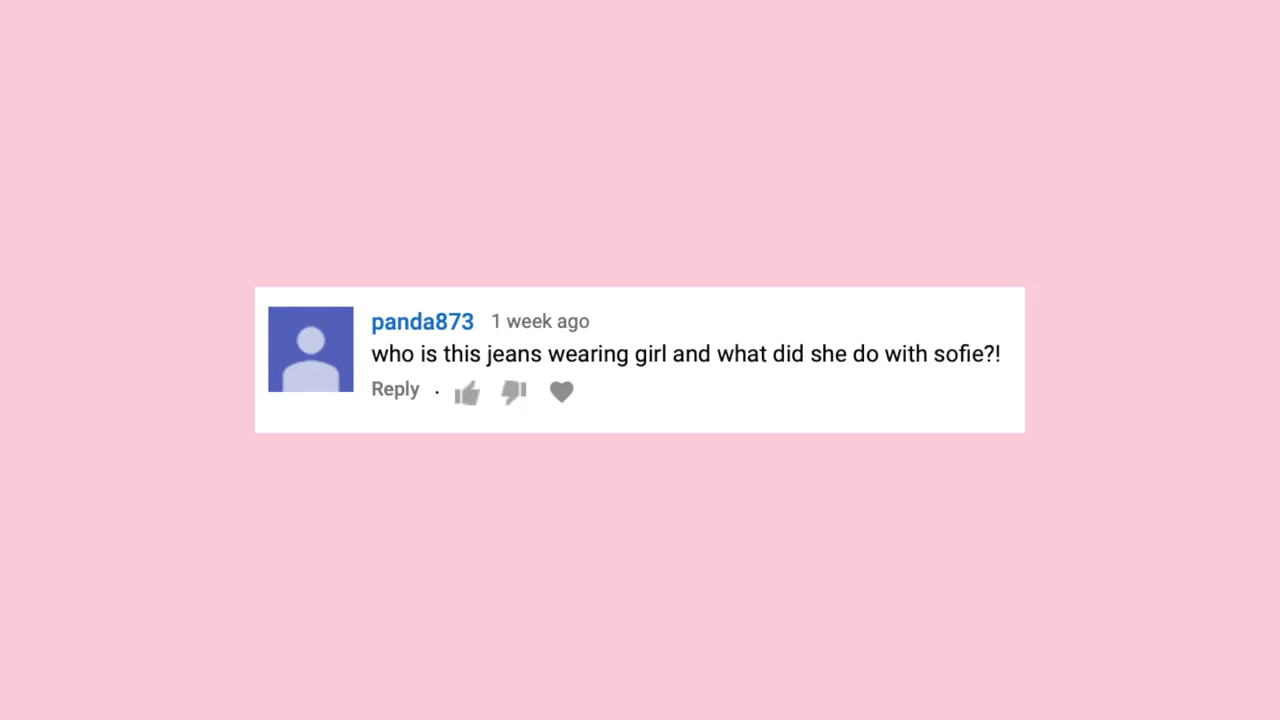 panda873 1 week ago
who is this jeans wearing girl and what did she do with sofie?!
Reply ·